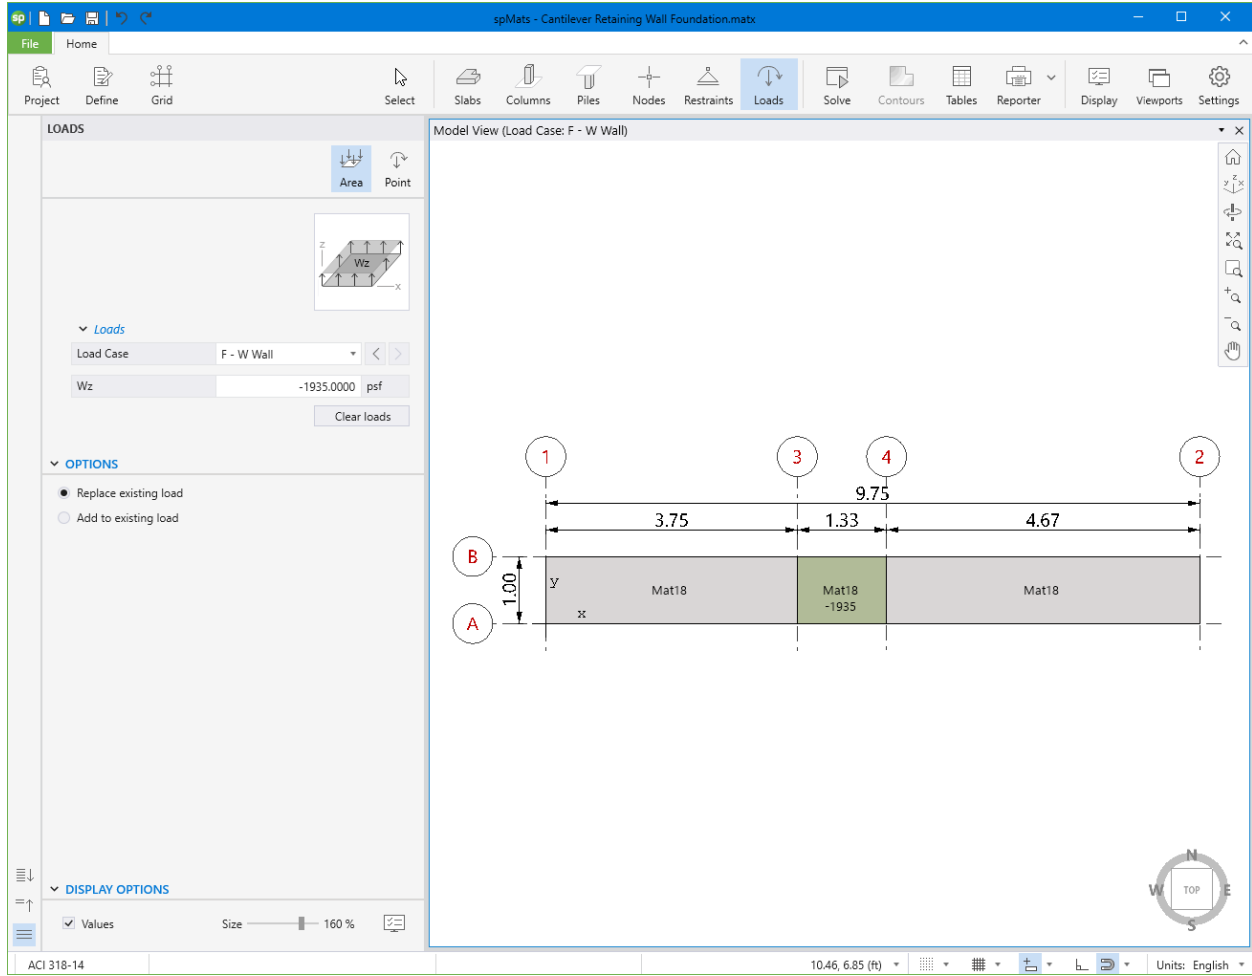 sp
spMats - Cantilever Retaining Wall Foundation.matx
File Home
Project Define Grid Select Slabs Columns Piles Nodes Restraints Loads Solve Contours Tables Reporter Display Viewports Settings
LOADS
Model View (Load Case: F - W Wall)
Area Point
z
Wz
x
Loads
Load Case F - W Wall
Wz -1935.0000 psf
Clear loads
OPTIONS
Replace existing load
Add to existing load
y z x
1 3 4 2
9.75
3.75 1.33 4.67
B
1.00
y
Mat18 Mat18 Mat18
-1935
x
A
DISPLAY OPTIONS
Values Size 160 %
N
W TOP E
S
ACI 318-14 10.46, 6.85 (ft) Units: English